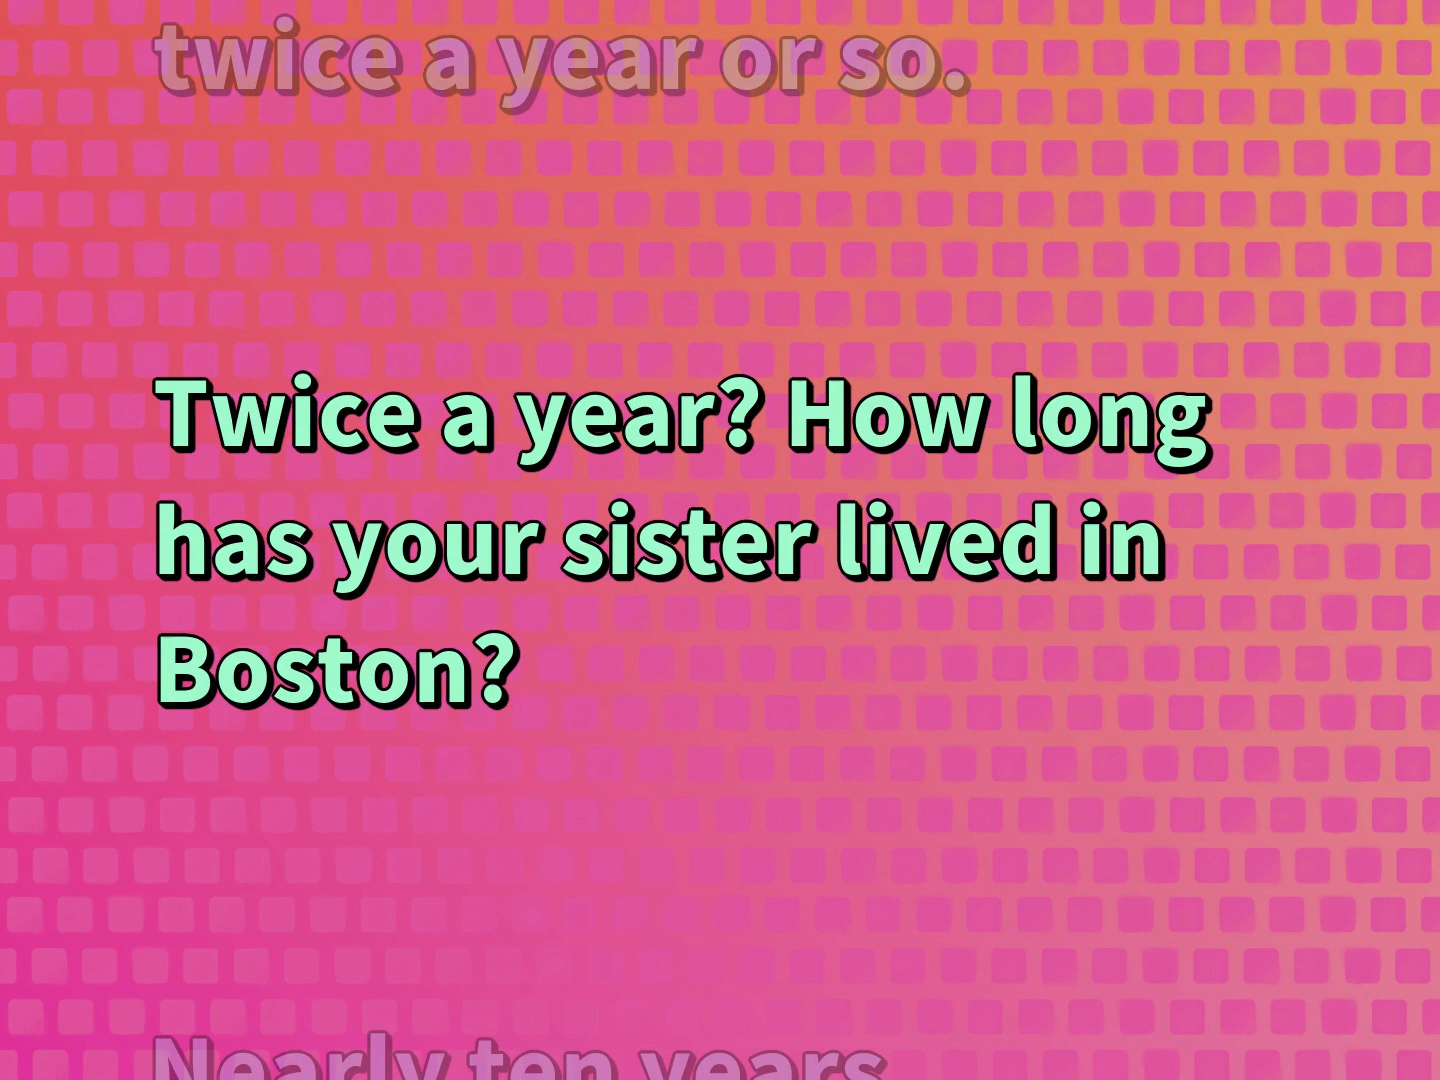 twice a year or so.
Twice a year? How long
has your sister lived in
Boston?
Nearly ten years